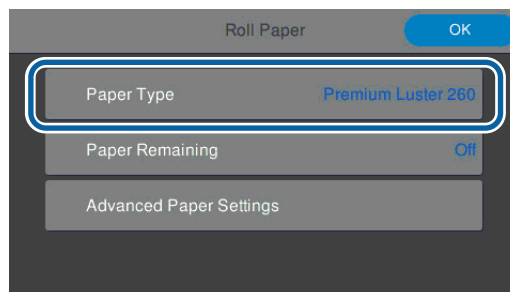 Roll Paper OK
Paper Type Premium Luster 260
Paper Remaining Off
Advanced Paper Settings